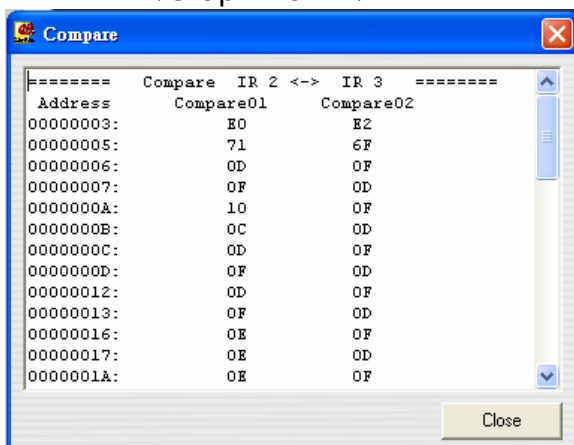 Compare
======== Compare IR 2 <-> IR 3 ========
Address Compare01 Compare02
00000003: E0 E2
00000005: 71 6F
00000006: 0D 0F
00000007: 0F 0D
0000000A: 10 0F
0000000B: 0C 0D
0000000C: 0D 0F
0000000D: 0F 0D
00000012: 0D 0F
00000013: 0F 0D
00000016: 0E 0F
00000017: 0E 0D
0000001A: 0E 0F
Close